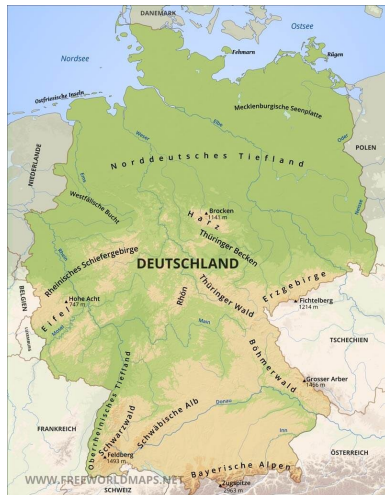 DANEMARK
Ostsee
Nordsee
Fehmarn
Rügen
Ostfriesische Inseln
Mecklenburgische Seenplatte
Elbe
Weser
Oder
POLEN
NIEDERLANDE
Norddeutsches Tiefland
Ems
Westfälische Bucht
Neisse
Brocken
1141 m
Harz
Thüringer Becken
Rhein
Rheinisches Schiefergebirge
DEUTSCHLAND
BELGIEN
Hohe Acht
747 m
Eifel
Rhön
Thüringer Wald
Erzgebirge
Fichtelberg
1214 m
Mosel
Main
TSCHECHIEN
Böhmerwald
Oberrheinisches Tiefland
Grosser Arber
1456 m
FRANKREICH
Schwarzwald
Schwäbische Alb
Donau
Inn
Feldberg
1493 m
ÖSTERREICH
Bayerische Alpen
WWW.FREEWORLDMAPS.NET
Zugspitze
2963 m
SCHWEIZ